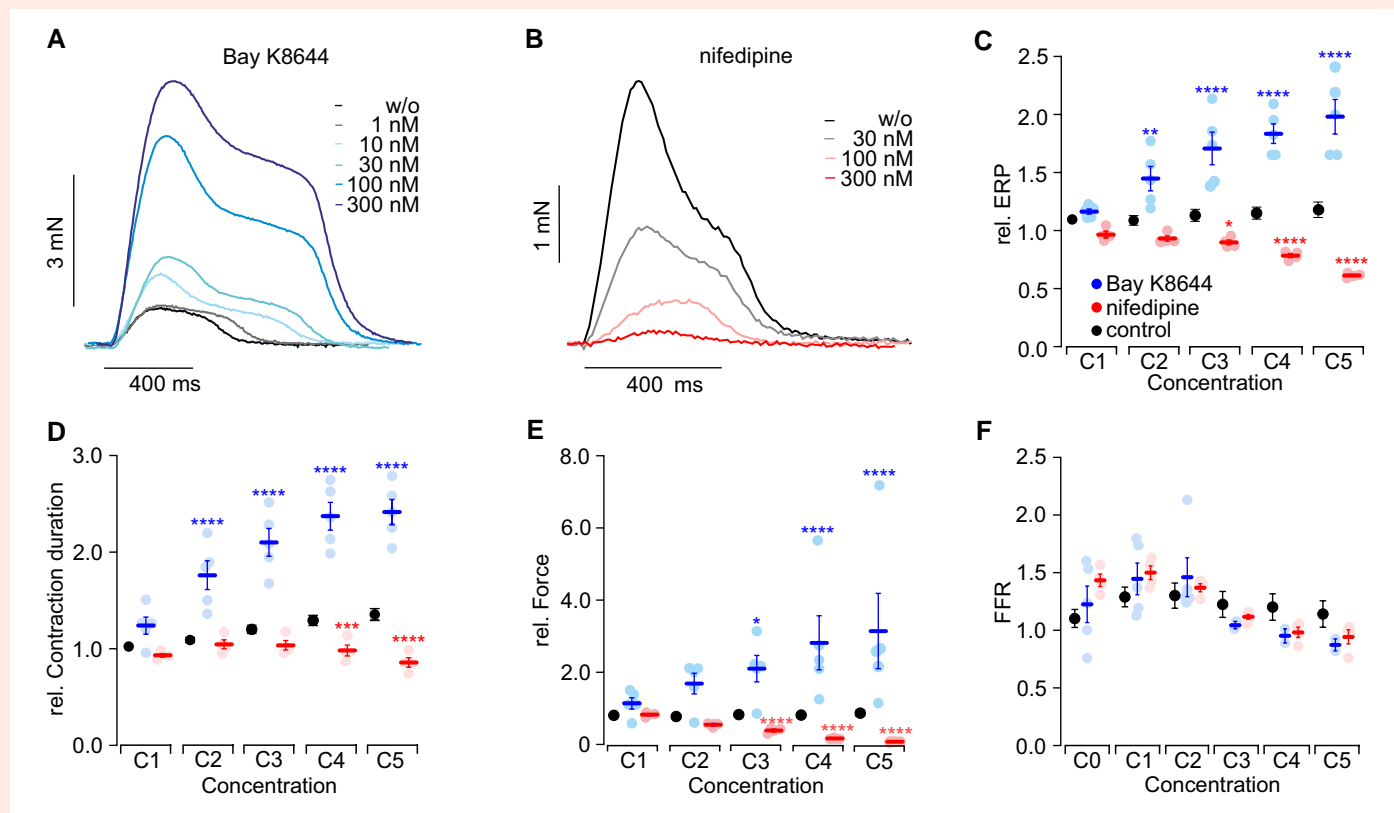 A
Bay K8644
w/o
1 nM
10 nM
30 nM
100 nM
300 nM
3 mN
400 ms
B
nifedipine
w/o
30 nM
100 nM
300 nM
1 mN
400 ms
C
2.5
2.0
1.5
1.0
0.5
0.0
rel. ERP
****
****
****
**
*
****
****
Bay K8644
nifedipine
control
C1 C2 C3 C4 C5
Concentration
D
3.0
2.0
1.0
0.0
rel. Contraction duration
****
****
****
****
***
****
C1 C2 C3 C4 C5
Concentration
E
8.0
6.0
4.0
2.0
0
rel. Force
****
****
*
****
****
****
C1 C2 C3 C4 C5
Concentration
F
2.5
2.0
1.5
1.0
0.5
0.0
FFR
C0 C1 C2 C3 C4 C5
Concentration